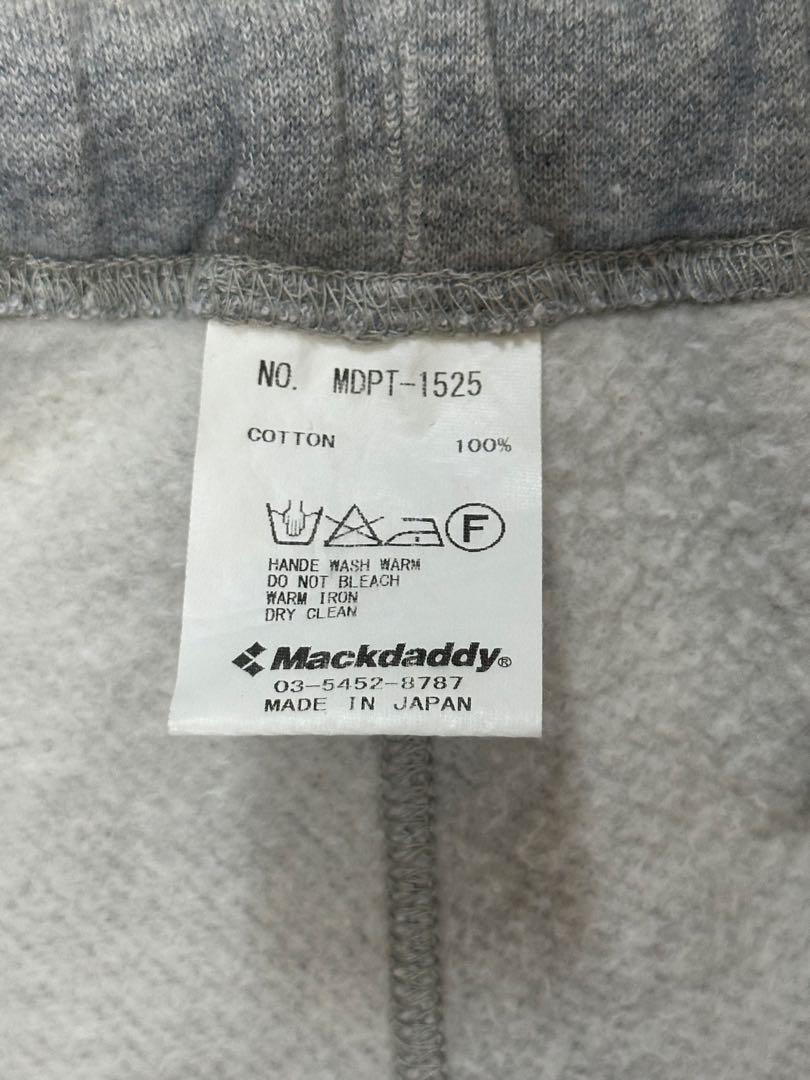 NO. MDPT-1525
COTTON 100%
F
HANDE WASH WARM
DO NOT BLEACH
WARM IRON
DRY CLEAN
Mackdaddy®
03-5452-8787
MADE IN JAPAN